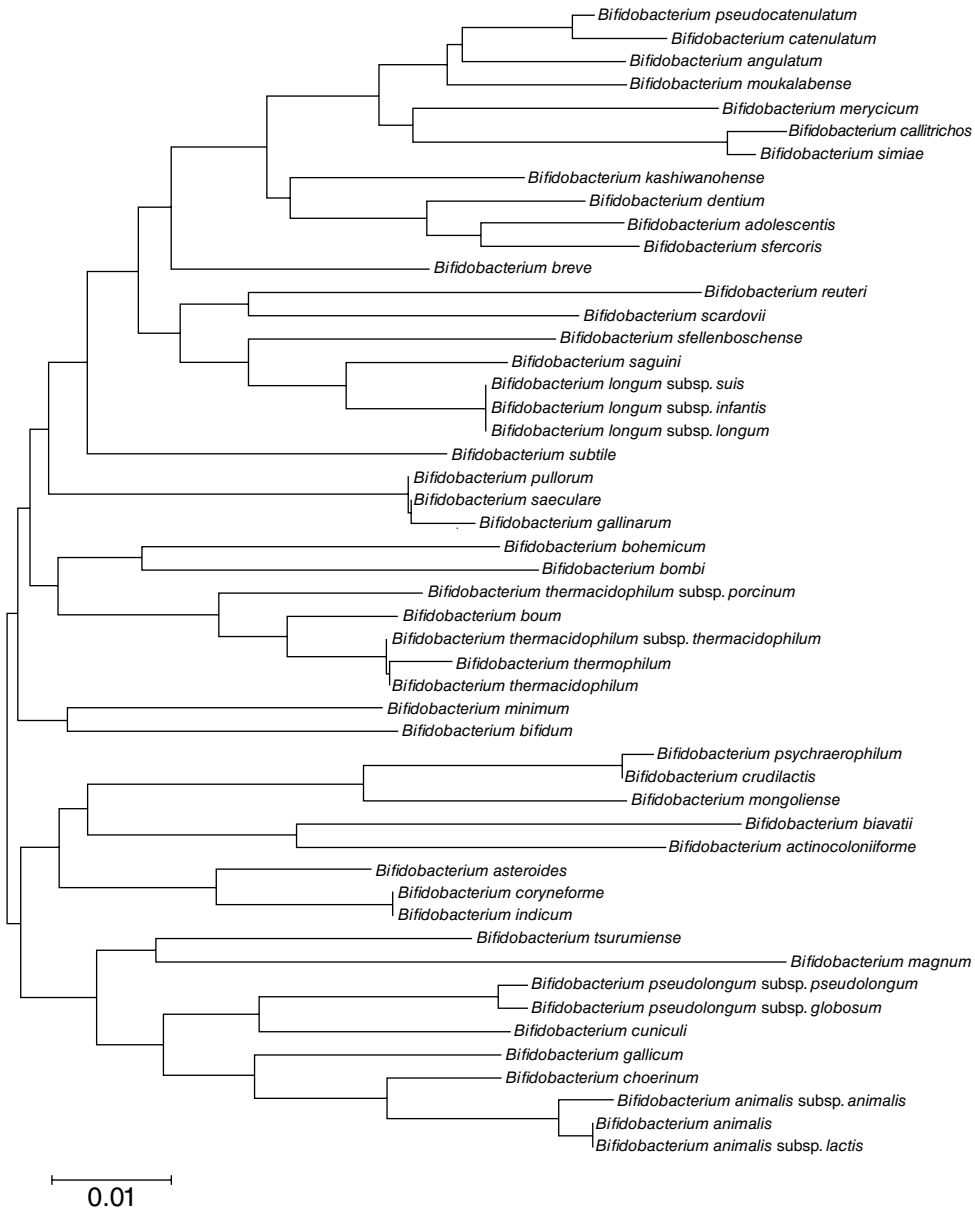 Bifidobacterium pseudocatenulatum
Bifidobacterium catenulatum
Bifidobacterium angulatum
Bifidobacterium moukalabense
Bifidobacterium merycicum
Bifidobacterium callitrichos
Bifidobacterium simiae
Bifidobacterium kashiwanohense
Bifidobacterium dentium
Bifidobacterium adolescentis
Bifidobacterium sfercoris
Bifidobacterium breve
Bifidobacterium reuteri
Bifidobacterium scardovii
Bifidobacterium sfellenboschense
Bifidobacterium saguini
Bifidobacterium longum subsp. suis
Bifidobacterium longum subsp. infantis
Bifidobacterium longum subsp. longum
Bifidobacterium subtile
Bifidobacterium pullorum
Bifidobacterium saeculare
Bifidobacterium gallinarum
Bifidobacterium bohemicum
Bifidobacterium bombi
Bifidobacterium thermacidophilum subsp. porcinum
Bifidobacterium boum
Bifidobacterium thermacidophilum subsp. thermacidophilum
Bifidobacterium thermophilum
Bifidobacterium thermacidophilum
Bifidobacterium minimum
Bifidobacterium bifidum
Bifidobacterium psychraerophilum
Bifidobacterium crudilactis
Bifidobacterium mongoliense
Bifidobacterium biavatii
Bifidobacterium actinocoloniiforme
Bifidobacterium asteroides
Bifidobacterium coryneforme
Bifidobacterium indicum
Bifidobacterium tsurumiense
Bifidobacterium magnum
Bifidobacterium pseudolongum subsp. pseudolongum
Bifidobacterium pseudolongum subsp. globosum
Bifidobacterium cuniculi
Bifidobacterium gallicum
Bifidobacterium choerinum
Bifidobacterium animalis subsp. animalis
Bifidobacterium animalis
Bifidobacterium animalis subsp. lactis
0.01